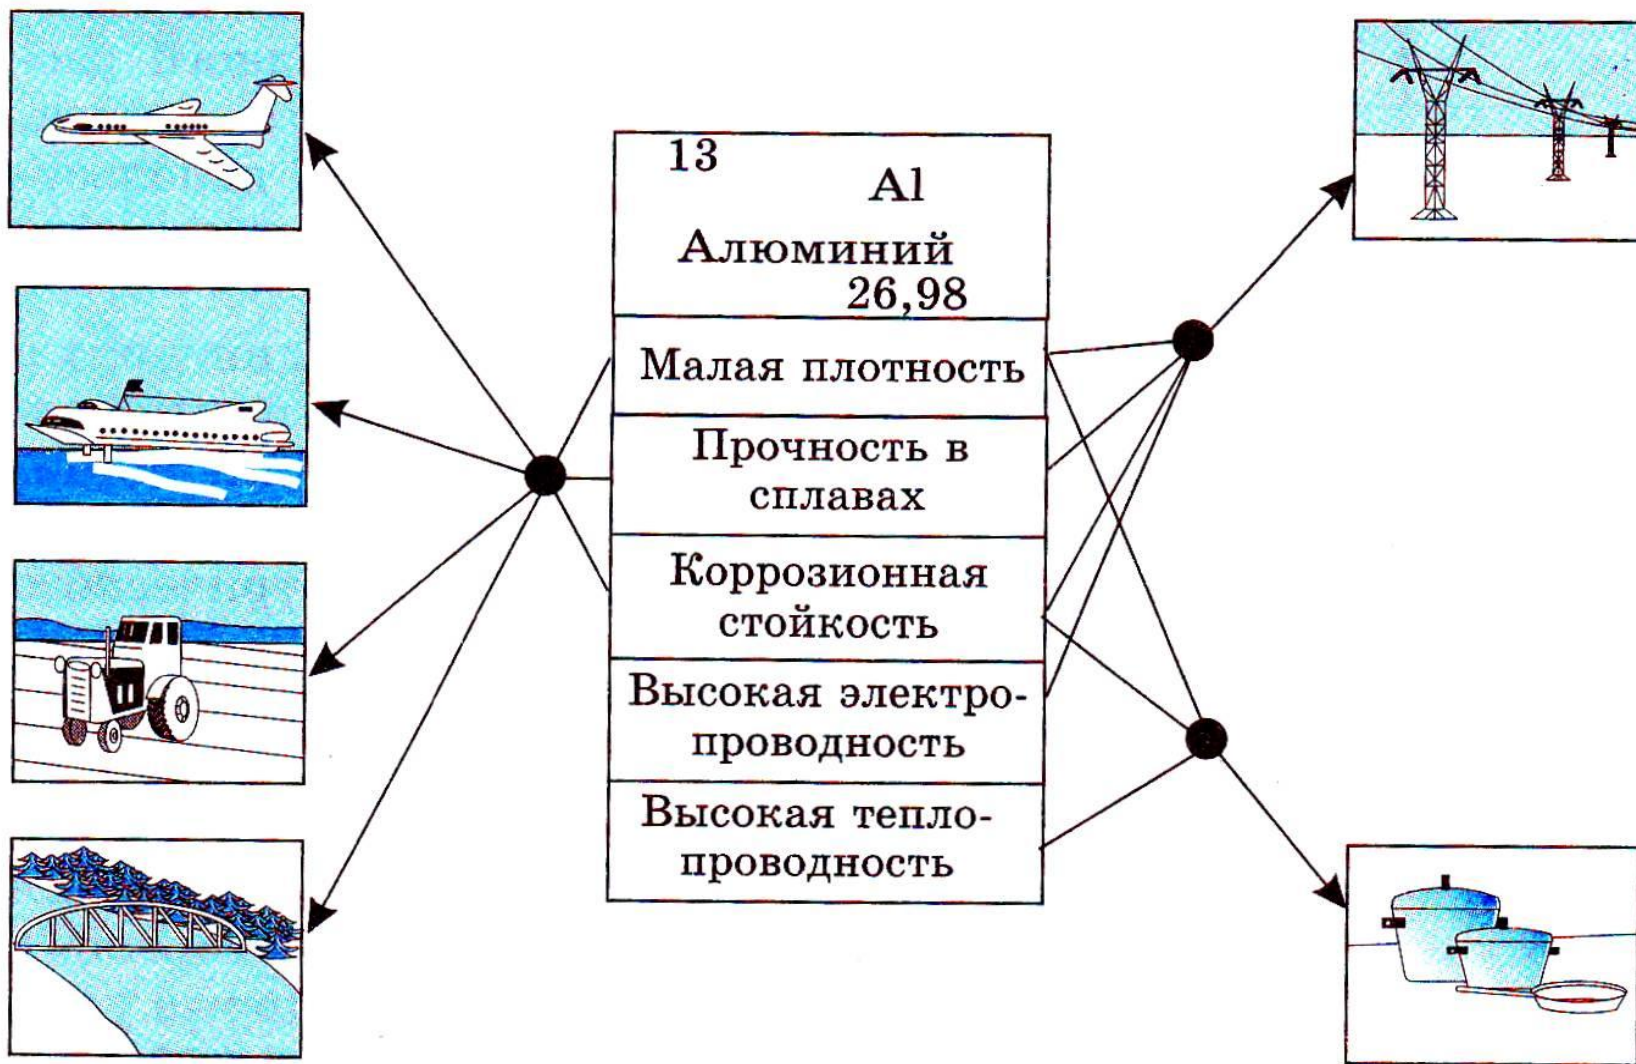 13
Al
Алюминий
26,98
Малая плотность
Прочность в
сплавах
Коррозионная
стойкость
Высокая электро-
проводность
Высокая тепло-
проводность